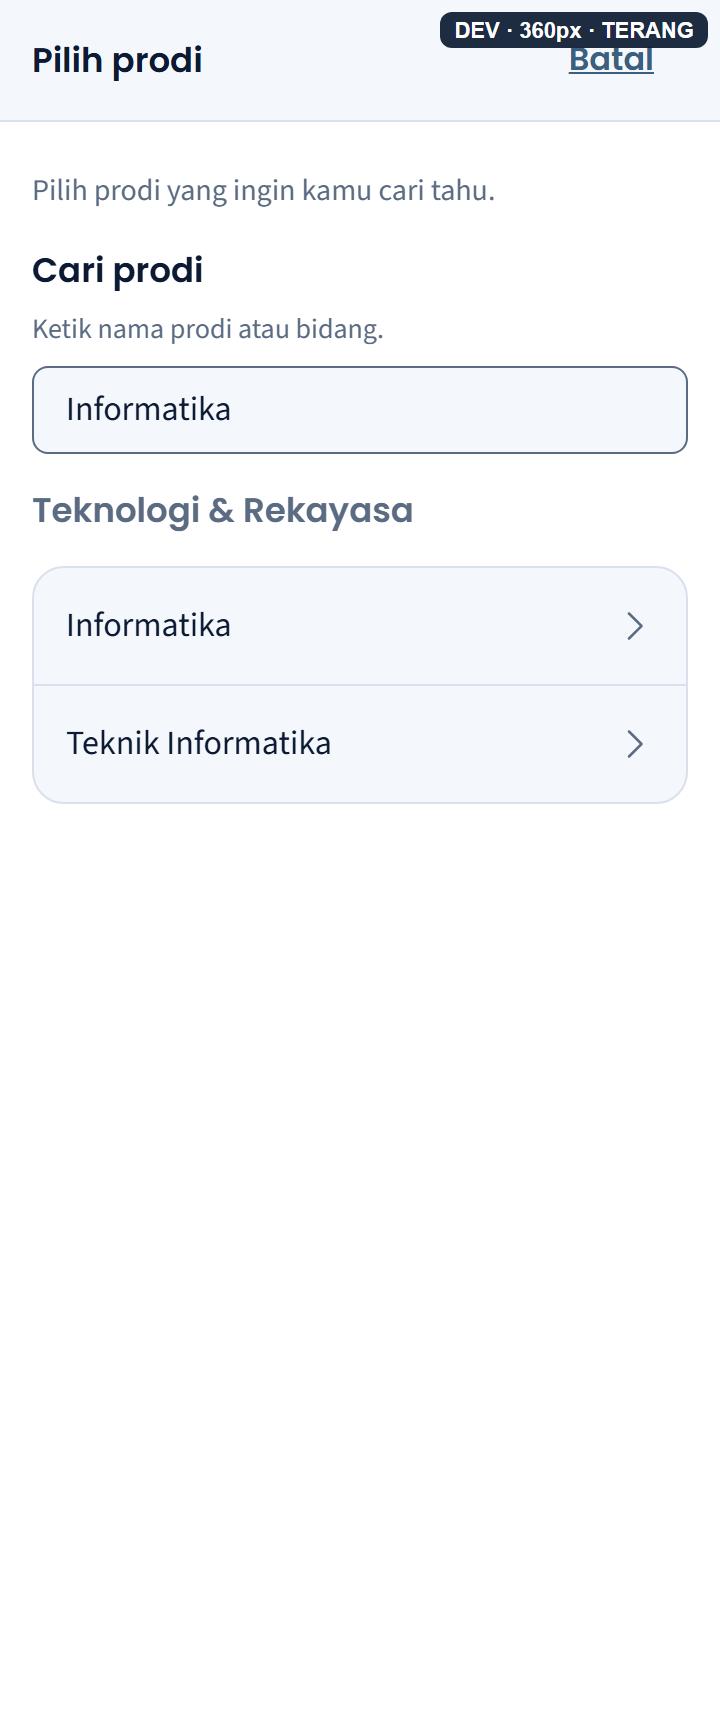 DEV · 360px · TERANG
Pilih prodi
Batal
Pilih prodi yang ingin kamu cari tahu.
Cari prodi
Ketik nama prodi atau bidang.
Informatika
Teknologi & Rekayasa
Informatika
Teknik Informatika